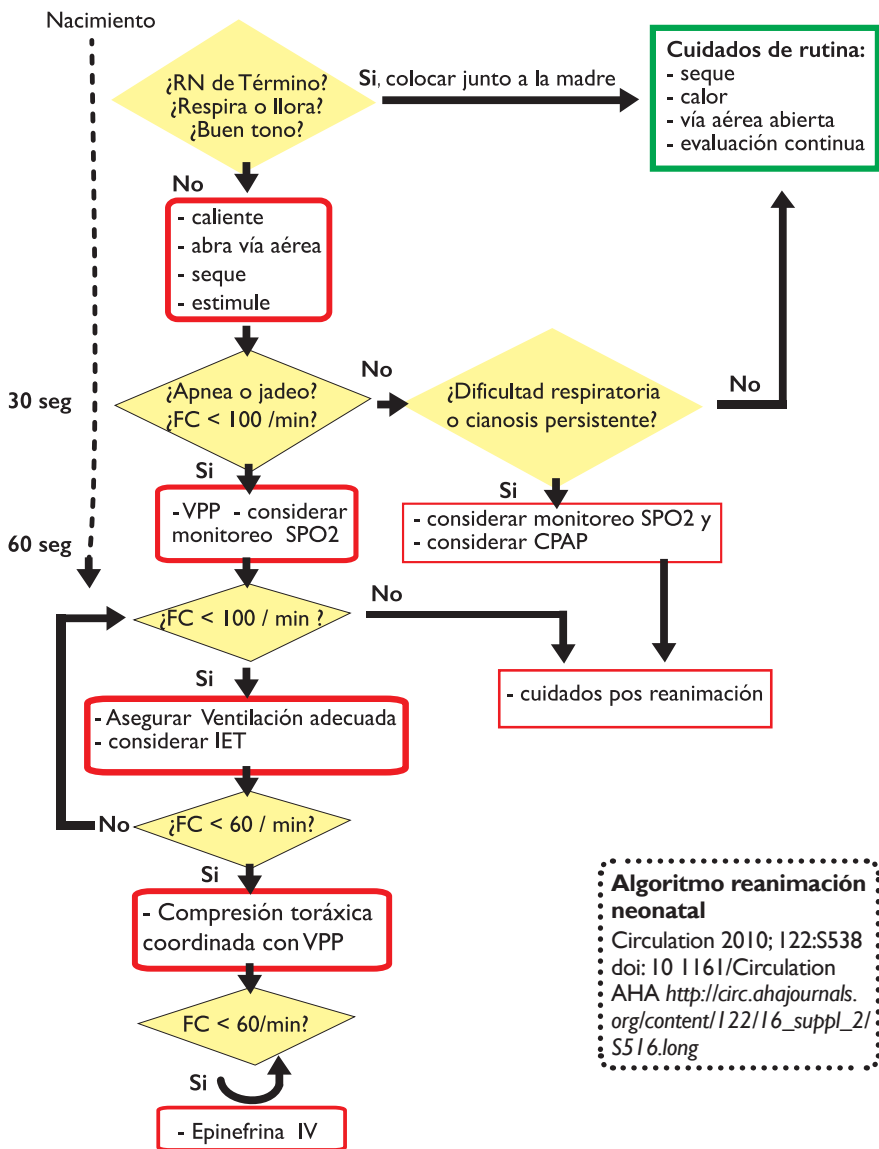 Nacimiento
¿RN de Término?
¿Respira o llora?
¿Buen tono?
Si, colocar junto a la madre
Cuidados de rutina:
- seque
- calor
- vía aérea abierta
- evaluación continua
No
- caliente
- abra vía aérea
- seque
- estimule
30 seg
¿Apnea o jadeo?
¿FC < 100 /min?
No
¿Dificultad respiratoria
o cianosis persistente?
No
Si
- VPP - considerar
monitoreo SPO2
Si
- considerar monitoreo SPO2 y
- considerar CPAP
60 seg
¿FC < 100 / min ?
No
- cuidados pos reanimación
Si
- Asegurar Ventilación adecuada
- considerar IET
¿FC < 60 / min?
No
Si
- Compresión toráxica
coordinada con VPP
FC < 60/min?
Si
- Epinefrina IV
Algoritmo reanimación
neonatal
Circulation 2010; 122:S538
doi: 10 1161/Circulation
AHA http://circ.ahajournals.
org/content/122/16_suppl_2/
S516.long